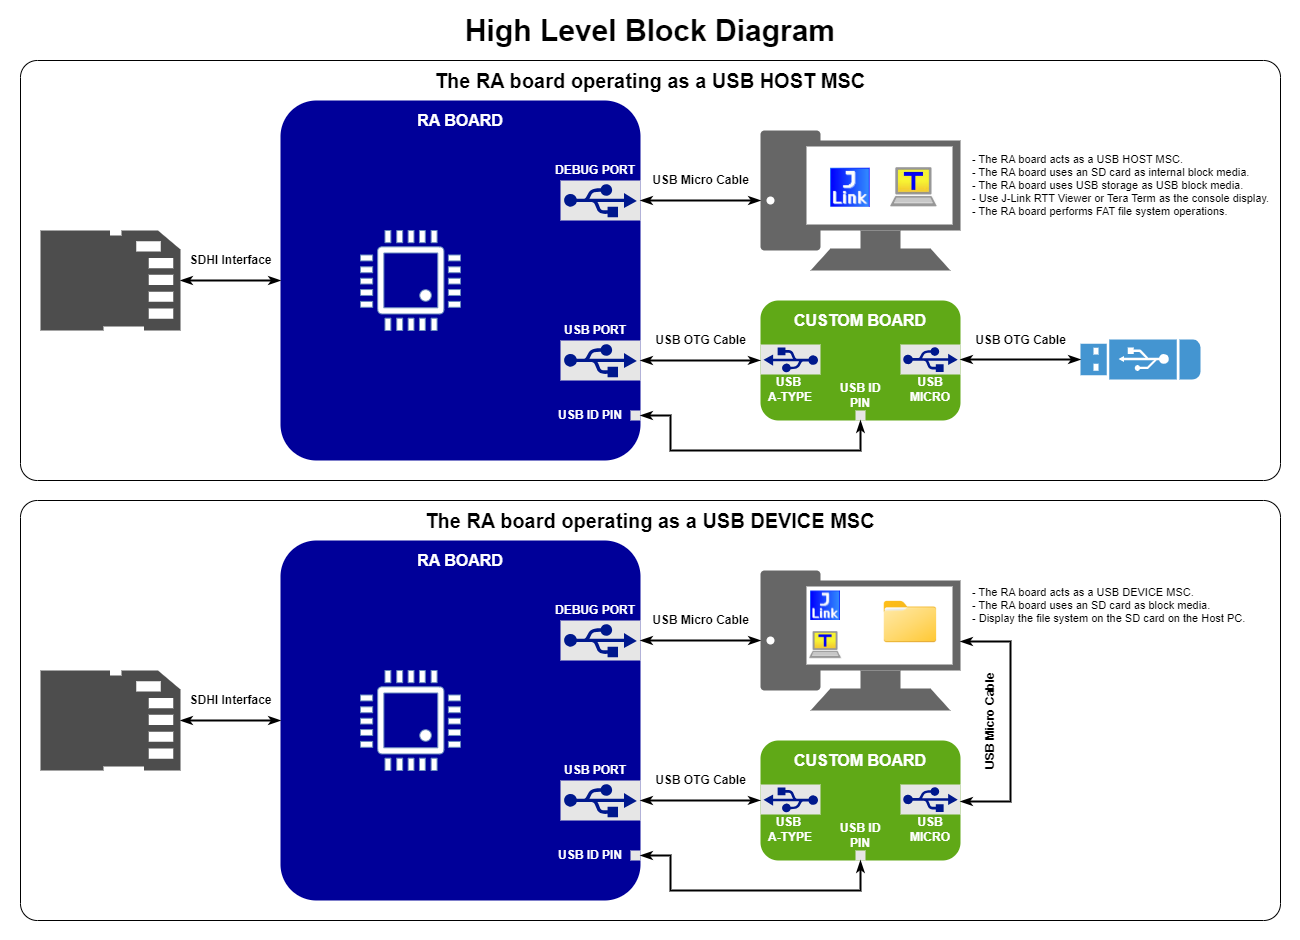 High Level Block Diagram
The RA board operating as a USB HOST MSC
RA BOARD
DEBUG PORT
USB Micro Cable
J
Link
T
- The RA board acts as a USB HOST MSC.
- The RA board uses an SD card as internal block media.
- The RA board uses USB storage as USB block media.
- Use J-Link RTT Viewer or Tera Term as the console display.
- The RA board performs FAT file system operations.
SDHI Interface
USB PORT
USB OTG Cable
CUSTOM BOARD
USB
A-TYPE
USB ID
PIN
USB
MICRO
USB OTG Cable
USB ID PIN
The RA board operating as a USB DEVICE MSC
RA BOARD
DEBUG PORT
USB Micro Cable
J
Link
T
- The RA board acts as a USB DEVICE MSC.
- The RA board uses an SD card as block media.
- Display the file system on the SD card on the Host PC.
SDHI Interface
USB Micro Cable
USB PORT
USB OTG Cable
CUSTOM BOARD
USB
A-TYPE
USB ID
PIN
USB
MICRO
USB ID PIN